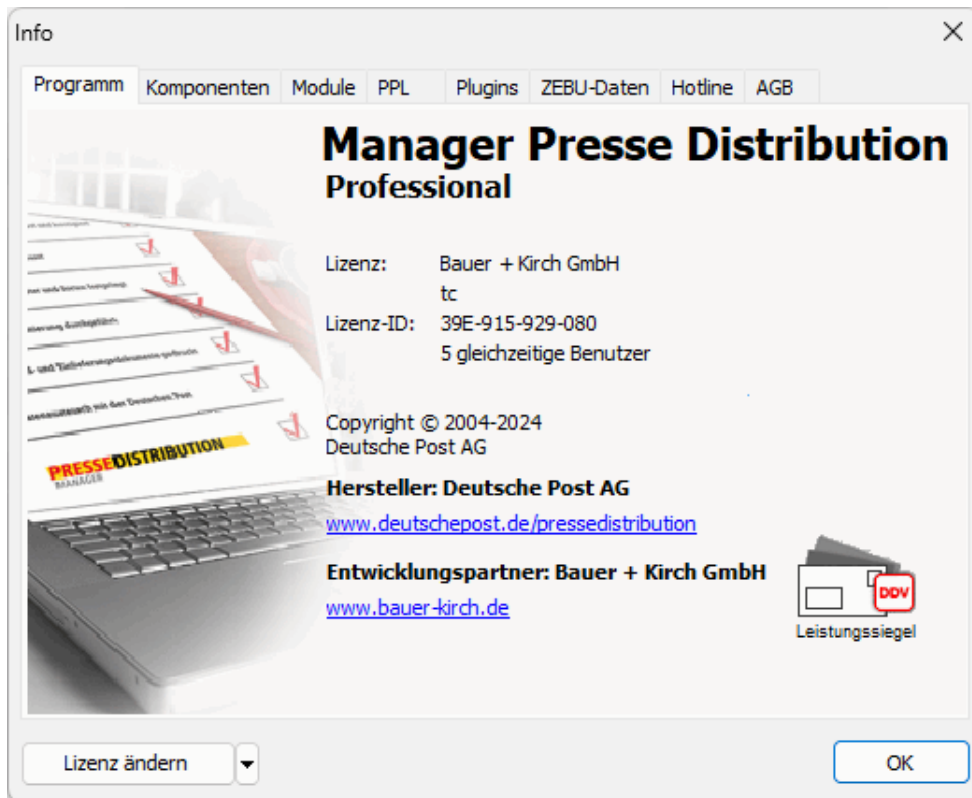 Info
Programm Komponenten Module PPL Plugins ZEBU-Daten Hotline AGB
Manager Presse Distribution
Professional
Lizenz: Bauer + Kirch GmbH
tc
Lizenz-ID: 39E-915-929-080
5 gleichzeitige Benutzer
Copyright © 2004-2024
Deutsche Post AG
Hersteller: Deutsche Post AG
www.deutschepost.de/pressedistribution
Entwicklungspartner: Bauer + Kirch GmbH
www.bauer-kirch.de
PRESSEDISTRIBUTION
MANAGER
DDV
Leistungssiegel
Lizenz ändern
OK